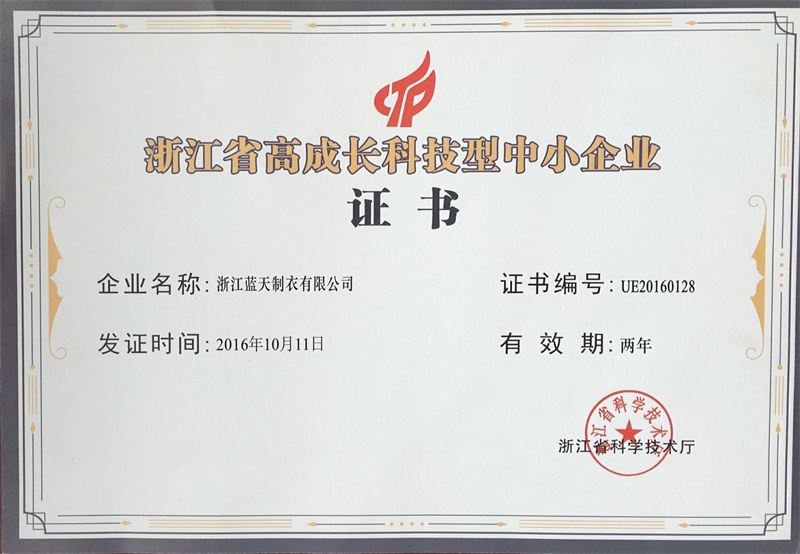 CTP
浙江省高成长科技型中小企业
证书
企业名称:浙江蓝天制衣有限公司
证书编号:UE20160128
发证时间:2016年10月11日
有效期:两年
浙江省科学技术厅
浙江省科学技术厅